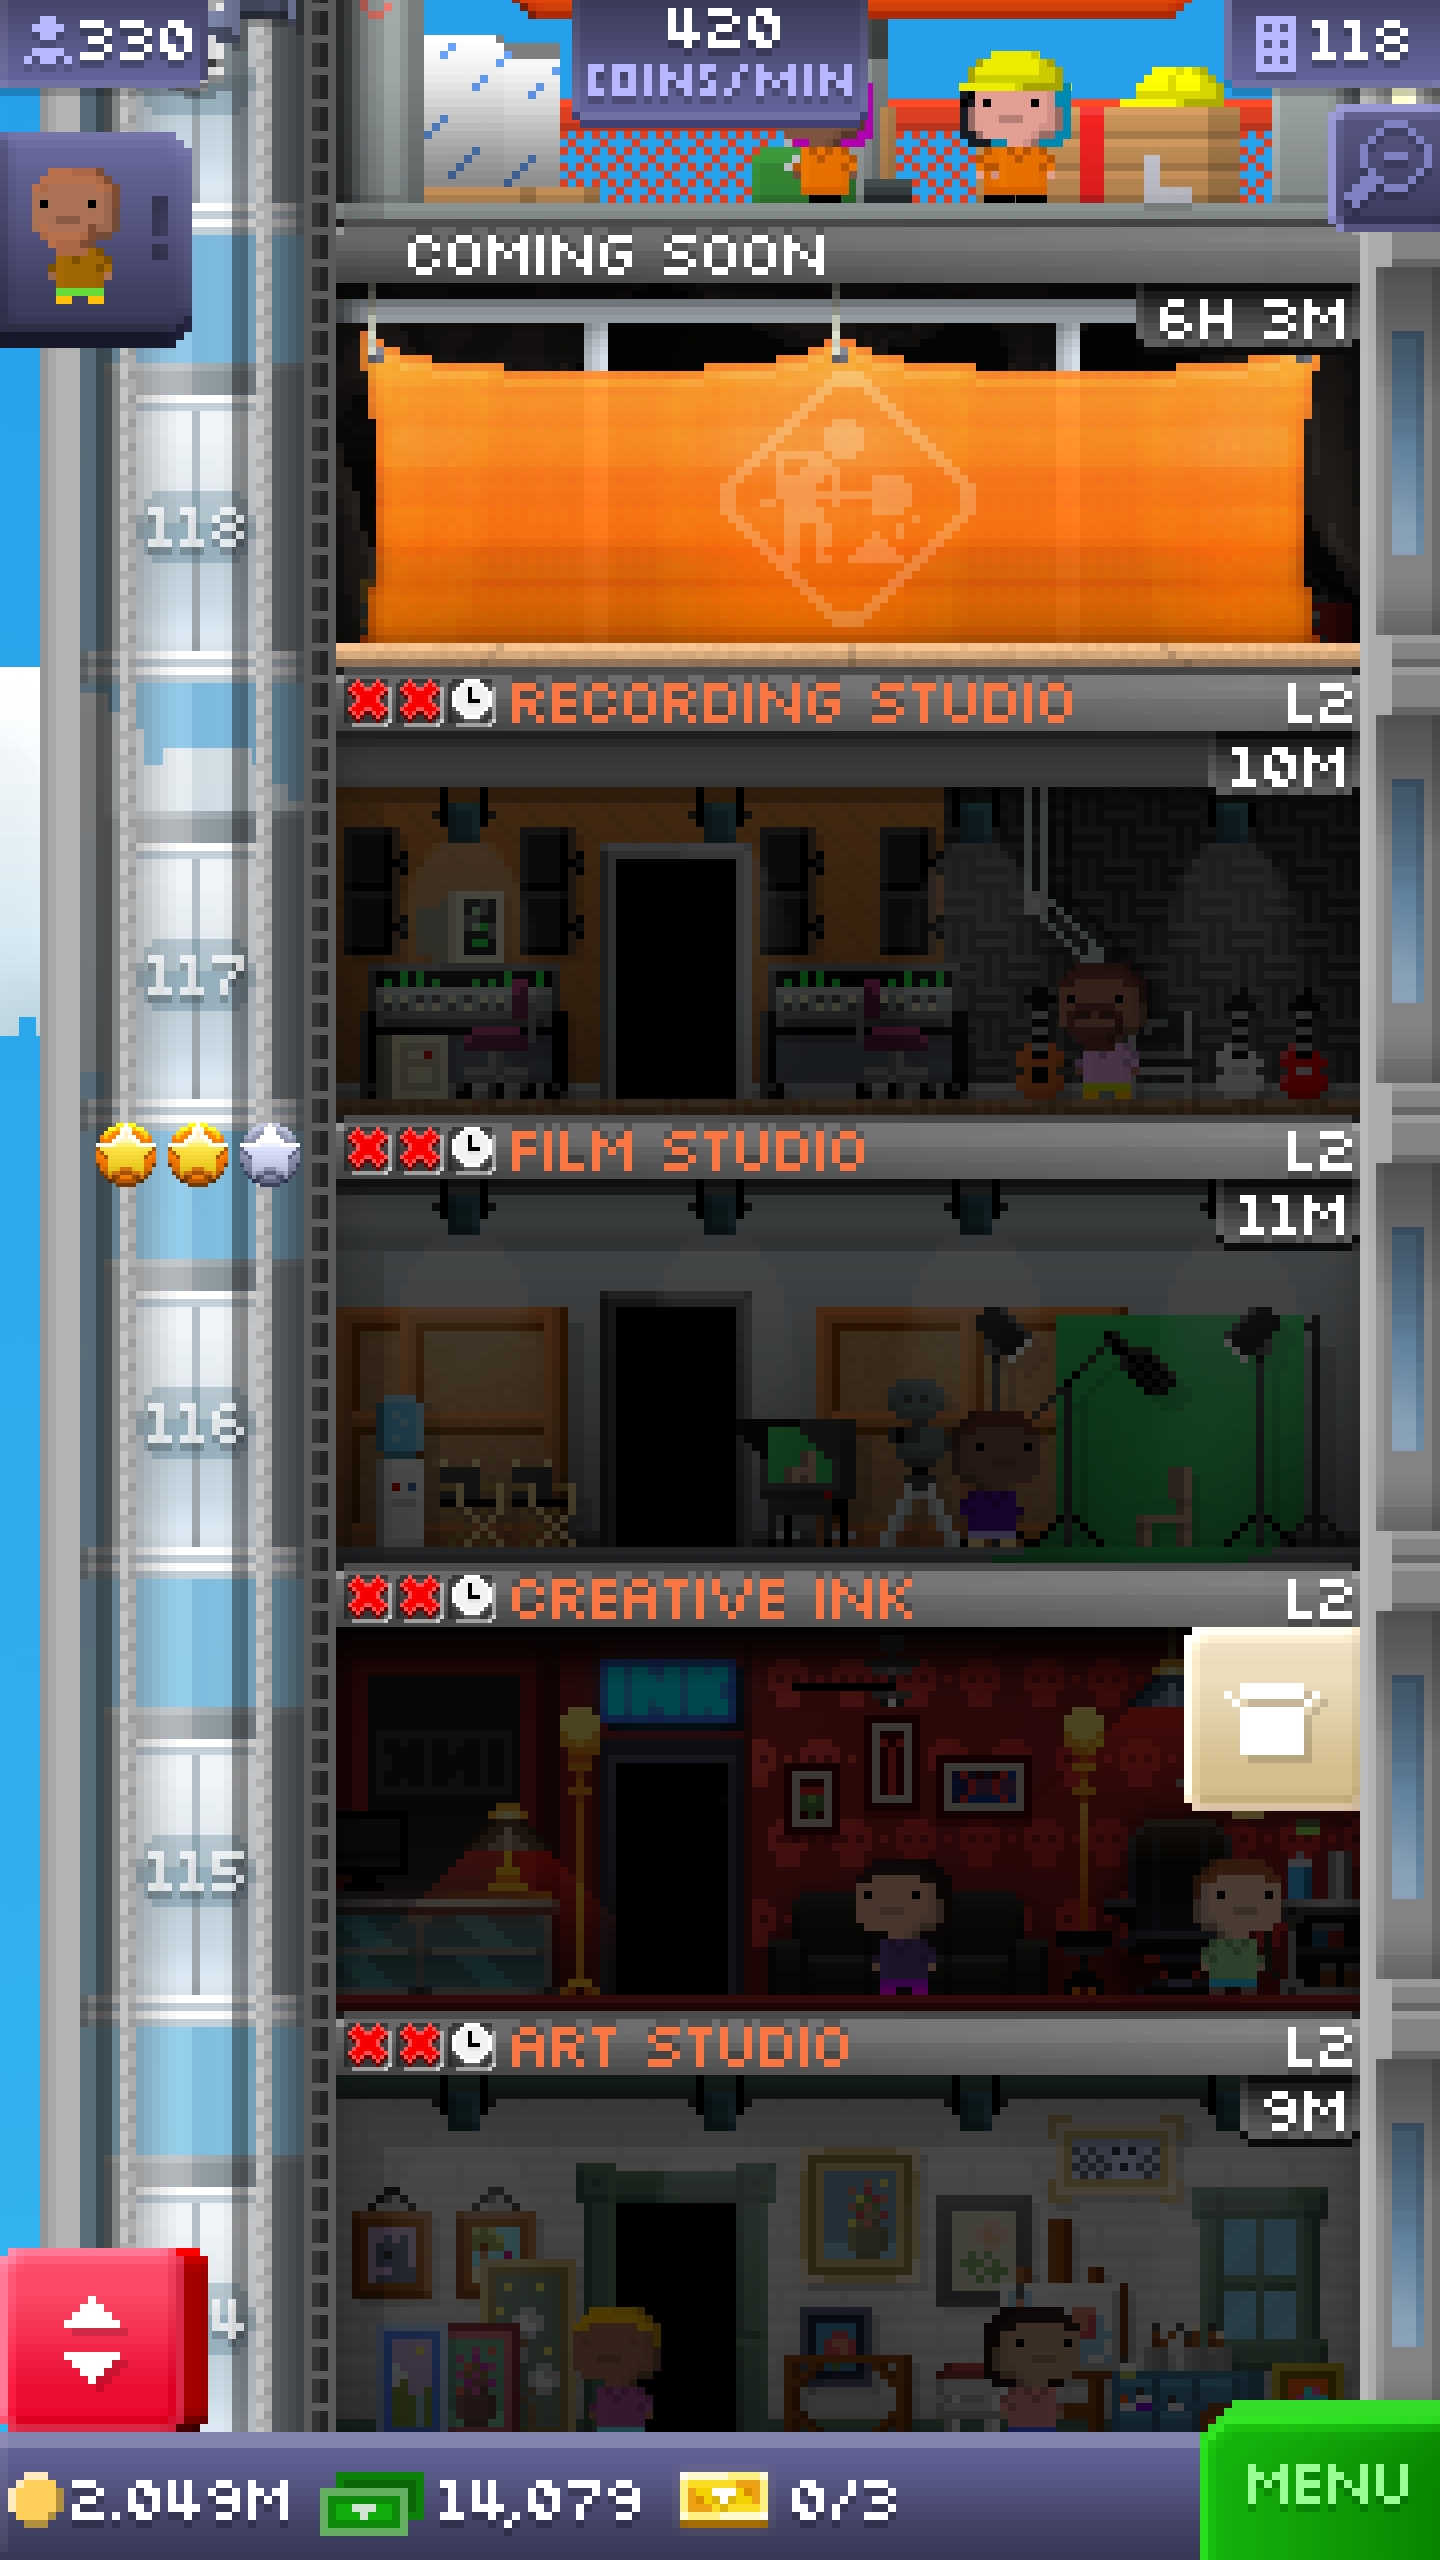 330
420
COINS/MIN
118
COMING SOON
6H 3M
118
RECORDING STUDIO L2
10M
117
FILM STUDIO L2
11M
116
CREATIVE INK L2
INK
115
ART STUDIO L2
9M
4
2.049M 14,079 0/3
MENU